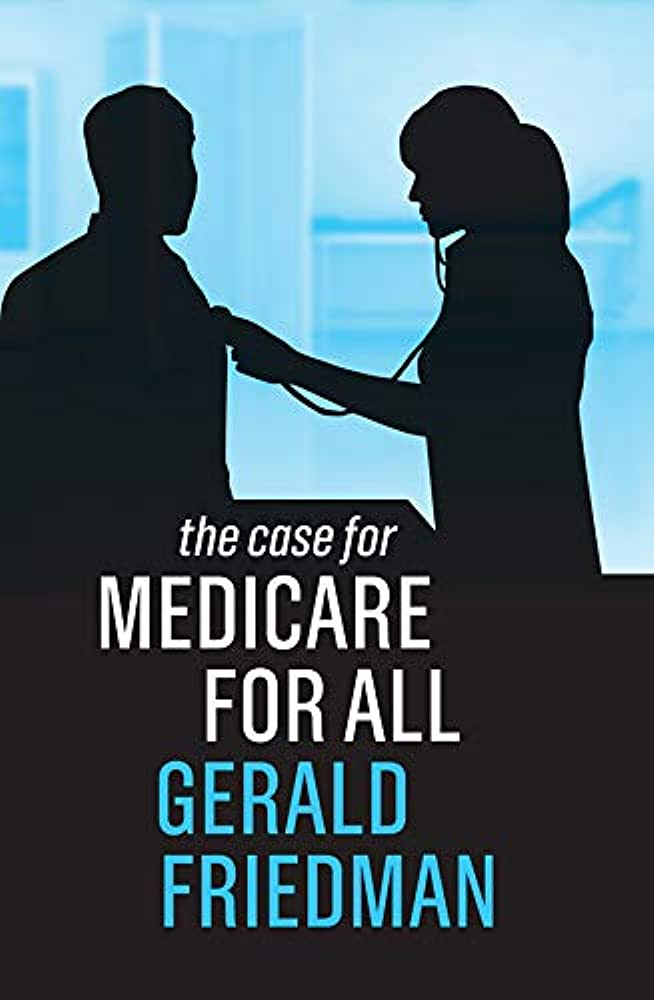 the case for
MEDICARE
FOR ALL
GERALD
FRIEDMAN